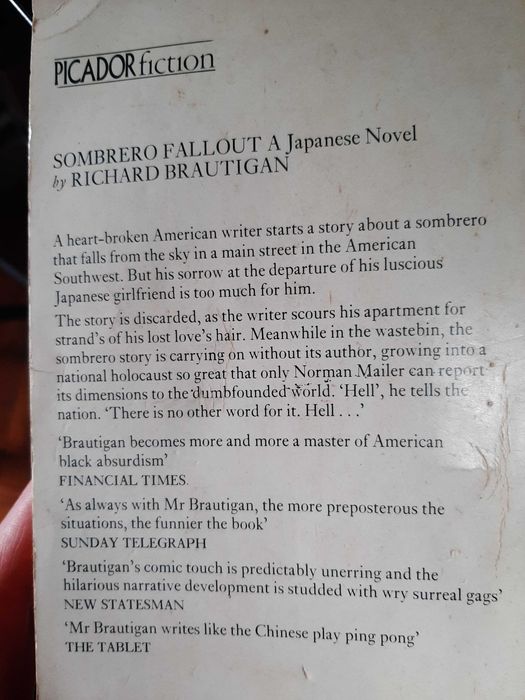 PICADOR fiction
SOMBRERO FALLOUT A Japanese Novel
by RICHARD BRAUTIGAN
A heart-broken American writer starts a story about a sombrero
that falls from the sky in a main street in the American
Southwest. But his sorrow at the departure of his luscious
Japanese girlfriend is too much for him.
The story is discarded, as the writer scours his apartment for
strand's of his lost love's hair. Meanwhile in the wastebin, the
sombrero story is carrying on without its author, growing into a
national holocaust so great that only Norman Mailer can report
its dimensions to the dumbfounded world. 'Hell', he tells the
nation. 'There is no other word for it. Hell . . .'
'Brautigan becomes more and more a master of American
black absurdism'
FINANCIAL TIMES.
'As always with Mr Brautigan, the more preposterous the
situations, the funnier the book'
SUNDAY TELEGRAPH
'Brautigan's comic touch is predictably unerring and the
hilarious narrative development is studded with wry surreal gags'
NEW STATESMAN
'Mr Brautigan writes like the Chinese play ping pong'
THE TABLET